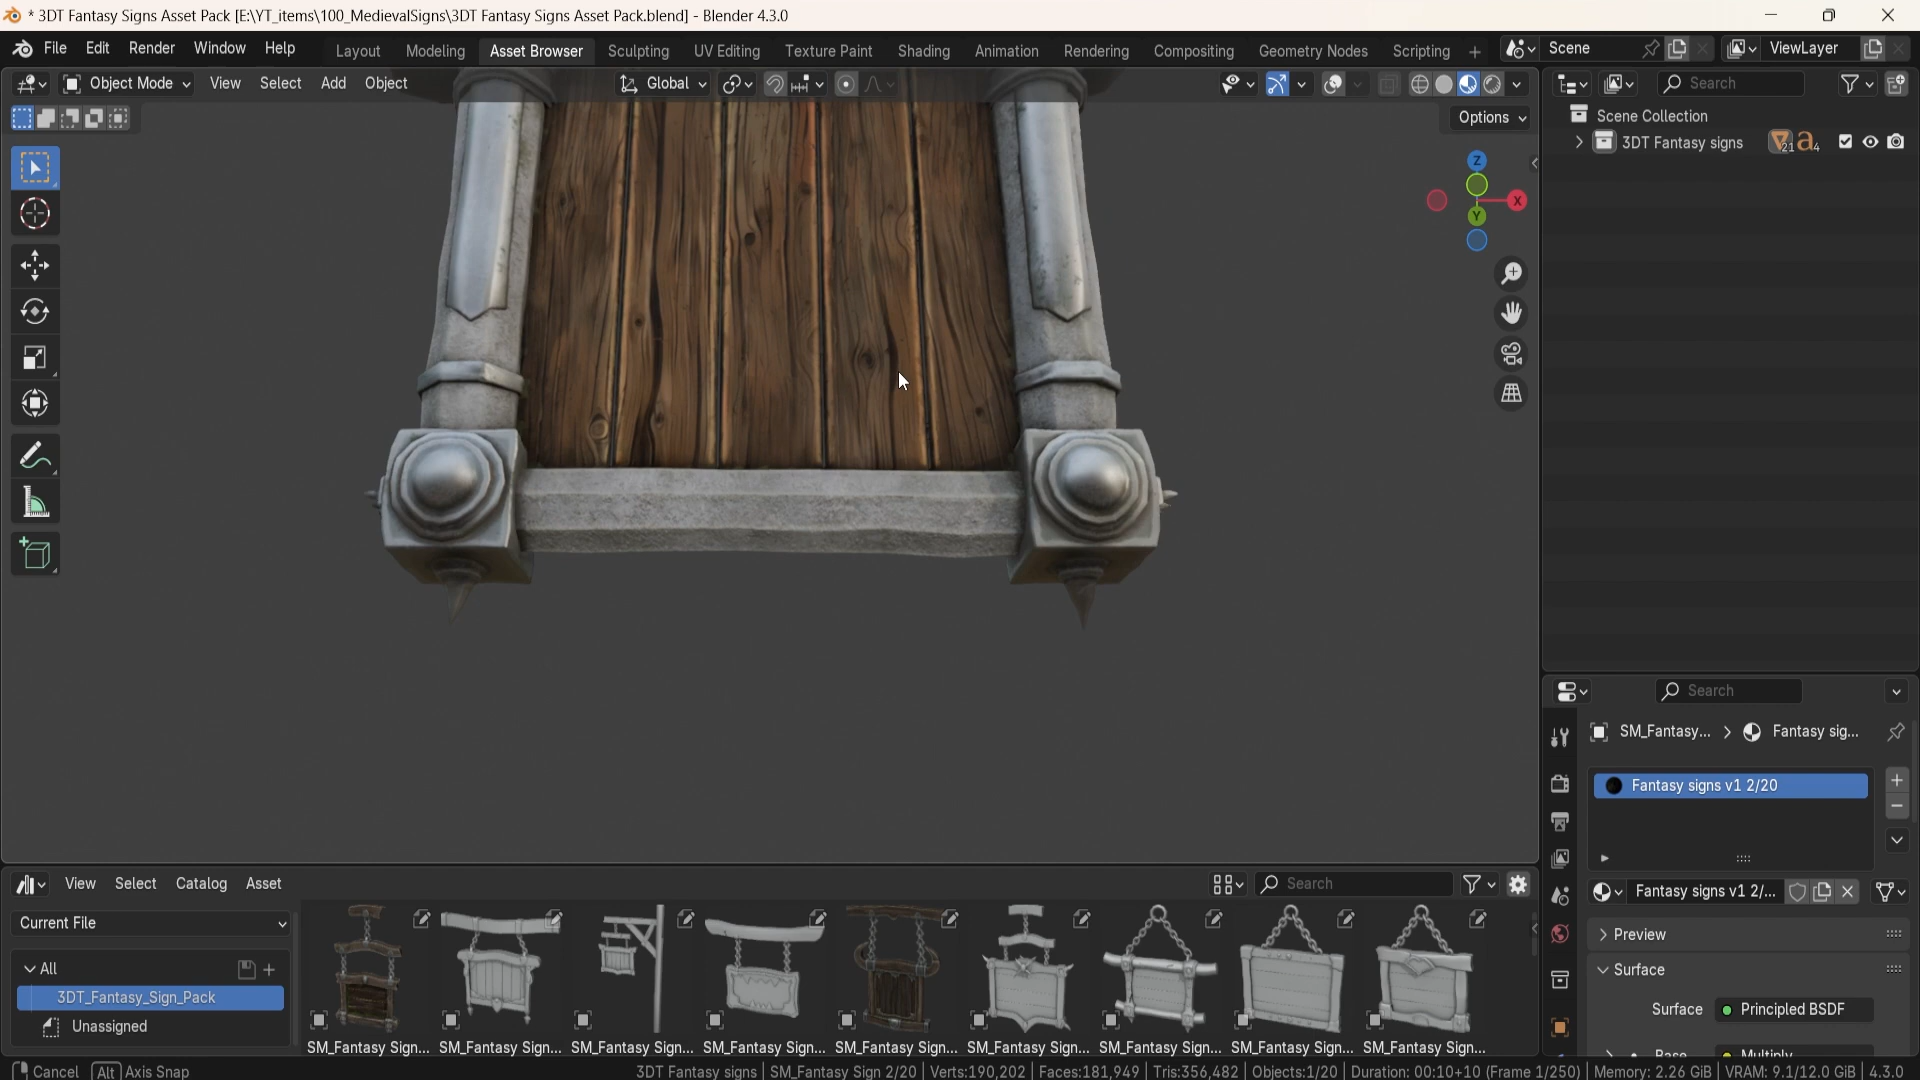 * 3DT Fantasy Signs Asset Pack [E:\YT_items\100_MedievalSigns\3DT Fantasy Signs Asset Pack.blend] - Blender 4.3.0
File Edit Render Window Help Layout Modeling Asset Browser Sculpting UV Editing Texture Paint Shading Animation Rendering Compositing Geometry Nodes Scripting + Scene ViewLayer
Object Mode View Select Add Object Global Search
Options
Scene Collection
3DT Fantasy signs 21 4
Z
X
Y
Search
SM_Fantasy... > Fantasy sig...
Fantasy signs v1 2/20
Fantasy signs v1 2/...
Preview
Surface
Surface Principled BSDF
Base Multiply
View Select Catalog Asset Search
Current File
All
3DT_Fantasy_Sign_Pack
Unassigned
SM_Fantasy Sign... SM_Fantasy Sign... SM_Fantasy Sign... SM_Fantasy Sign... SM_Fantasy Sign... SM_Fantasy Sign... SM_Fantasy Sign... SM_Fantasy Sign... SM_Fantasy Sign...
Cancel Alt Axis Snap 3DT Fantasy signs | SM_Fantasy Sign 2/20 | Verts:190,202 | Faces:181,949 | Tris:356,482 | Objects:1/20 | Duration: 00:10+10 (Frame 1/250) | Memory: 2.26 GiB | VRAM: 9.1/12.0 GiB | 4.3.0